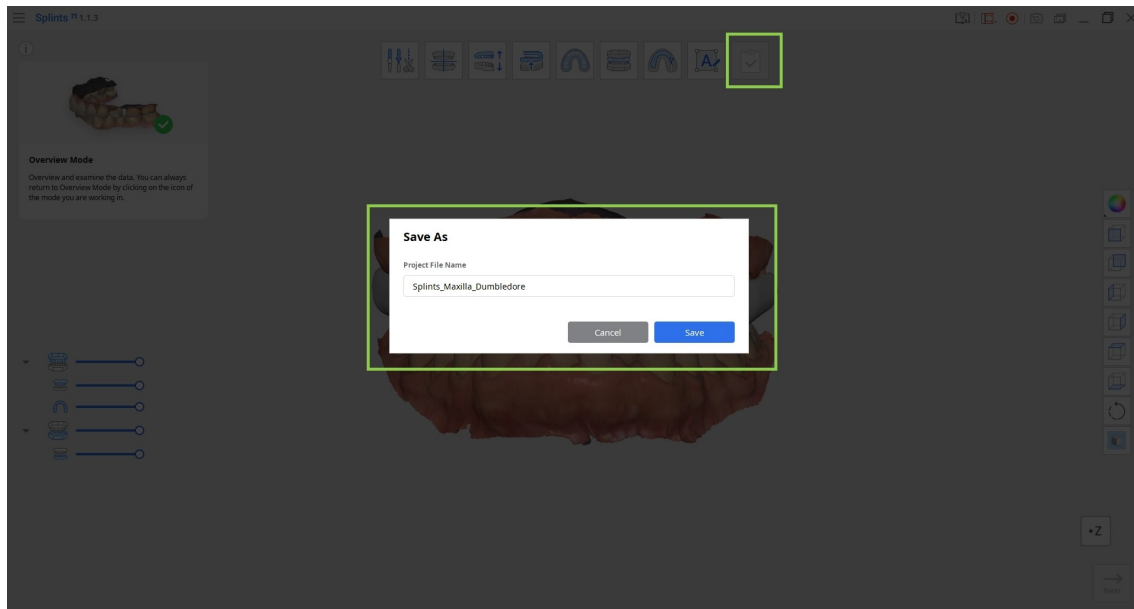 Splints 1.1.3
Overview Mode
Overview and examine the data. You can always
return to Overview Mode by clicking on the icon of
the mode you are working in.
A
Save As
Project File Name
Splints_Maxilla_Dumbledore
Cancel
Save
+Z
Next